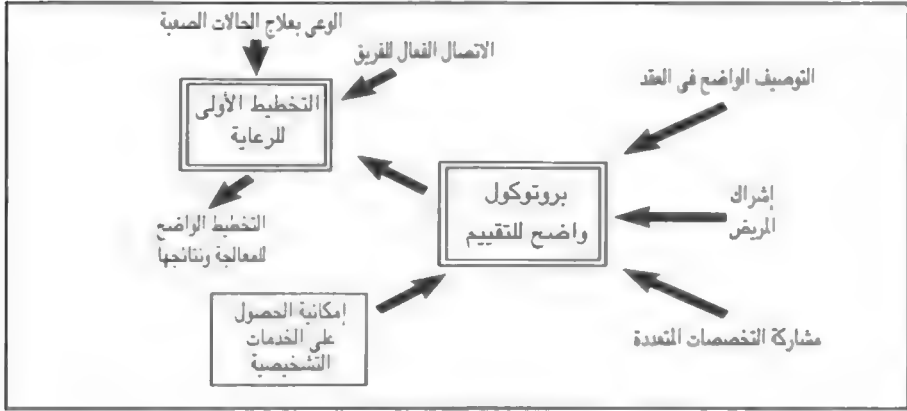 الوعى بعلاج الحالات الصعبة
الاتصال الفعال للفريق
التوصيف الواضح فى العقد
التخطيط الأولى
للرعاية
بروتوكول
واضح للتقييم
إشراك
المريض
التخطيط الواضح
للمعالجة ونتائجها
إمكانية الحصول
على الخدمات
التشخيصية
مشاركة التخصصات المتعددة